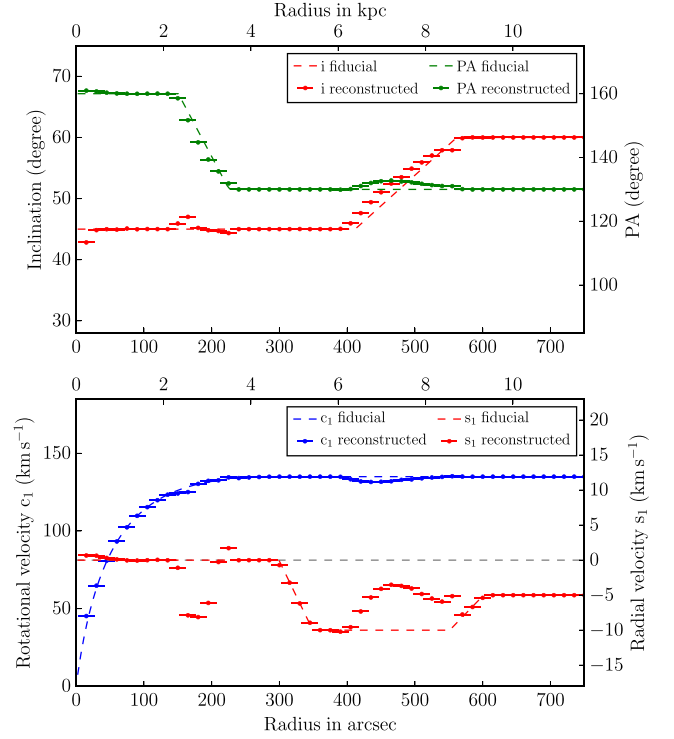 Radius in kpc
0 2 4 6 8 10
i fiducial PA fiducial
i reconstructed PA reconstructed
70
60
50
40
30
Inclination (degree)
160
140
120
100
PA (degree)
0 100 200 300 400 500 600 700
0 2 4 6 8 10
c₁ fiducial s₁ fiducial
c₁ reconstructed s₁ reconstructed
150
100
50
0
Rotational velocity c₁ (km s⁻¹)
20
15
10
5
0
−5
−10
−15
Radial velocity s₁ (km s⁻¹)
0 100 200 300 400 500 600 700
Radius in arcsec